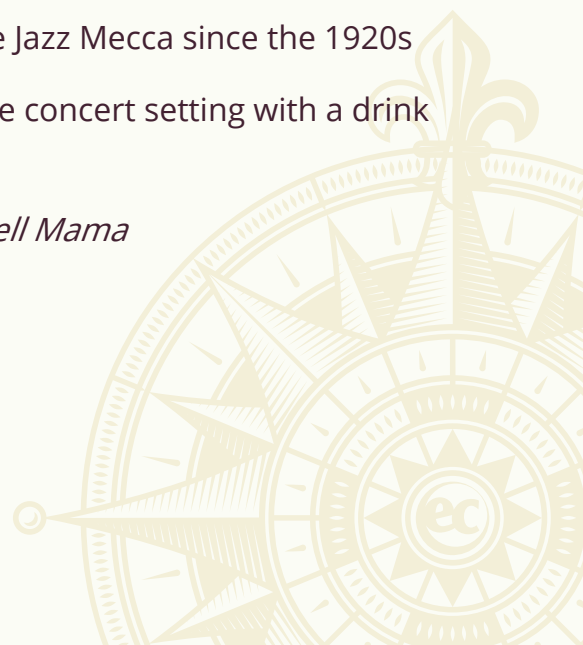 e Jazz Mecca since the 1920s
e concert setting with a drink
ell Mama
ec